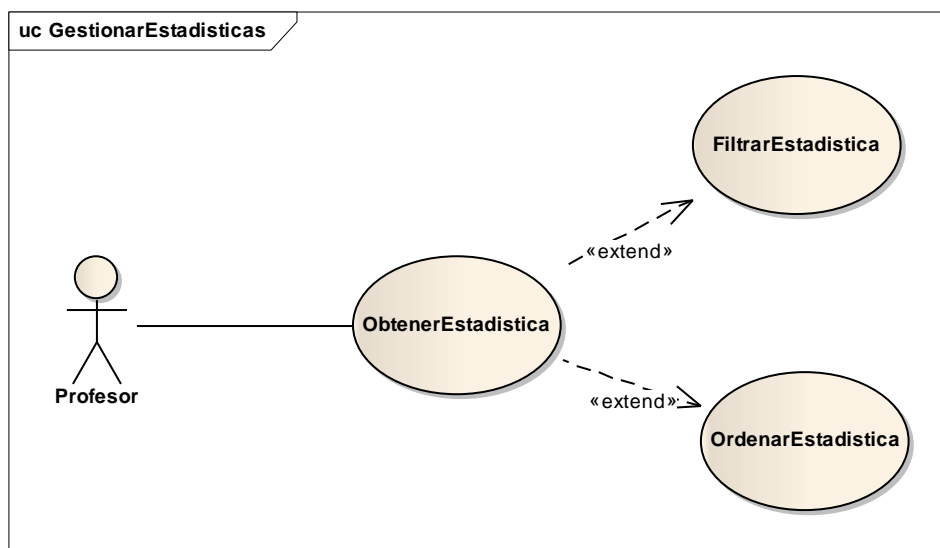 uc GestionarEstadisticas
FiltrarEstadistica
«extend»
ObtenerEstadistica
Profesor
«extend»
OrdenarEstadistica